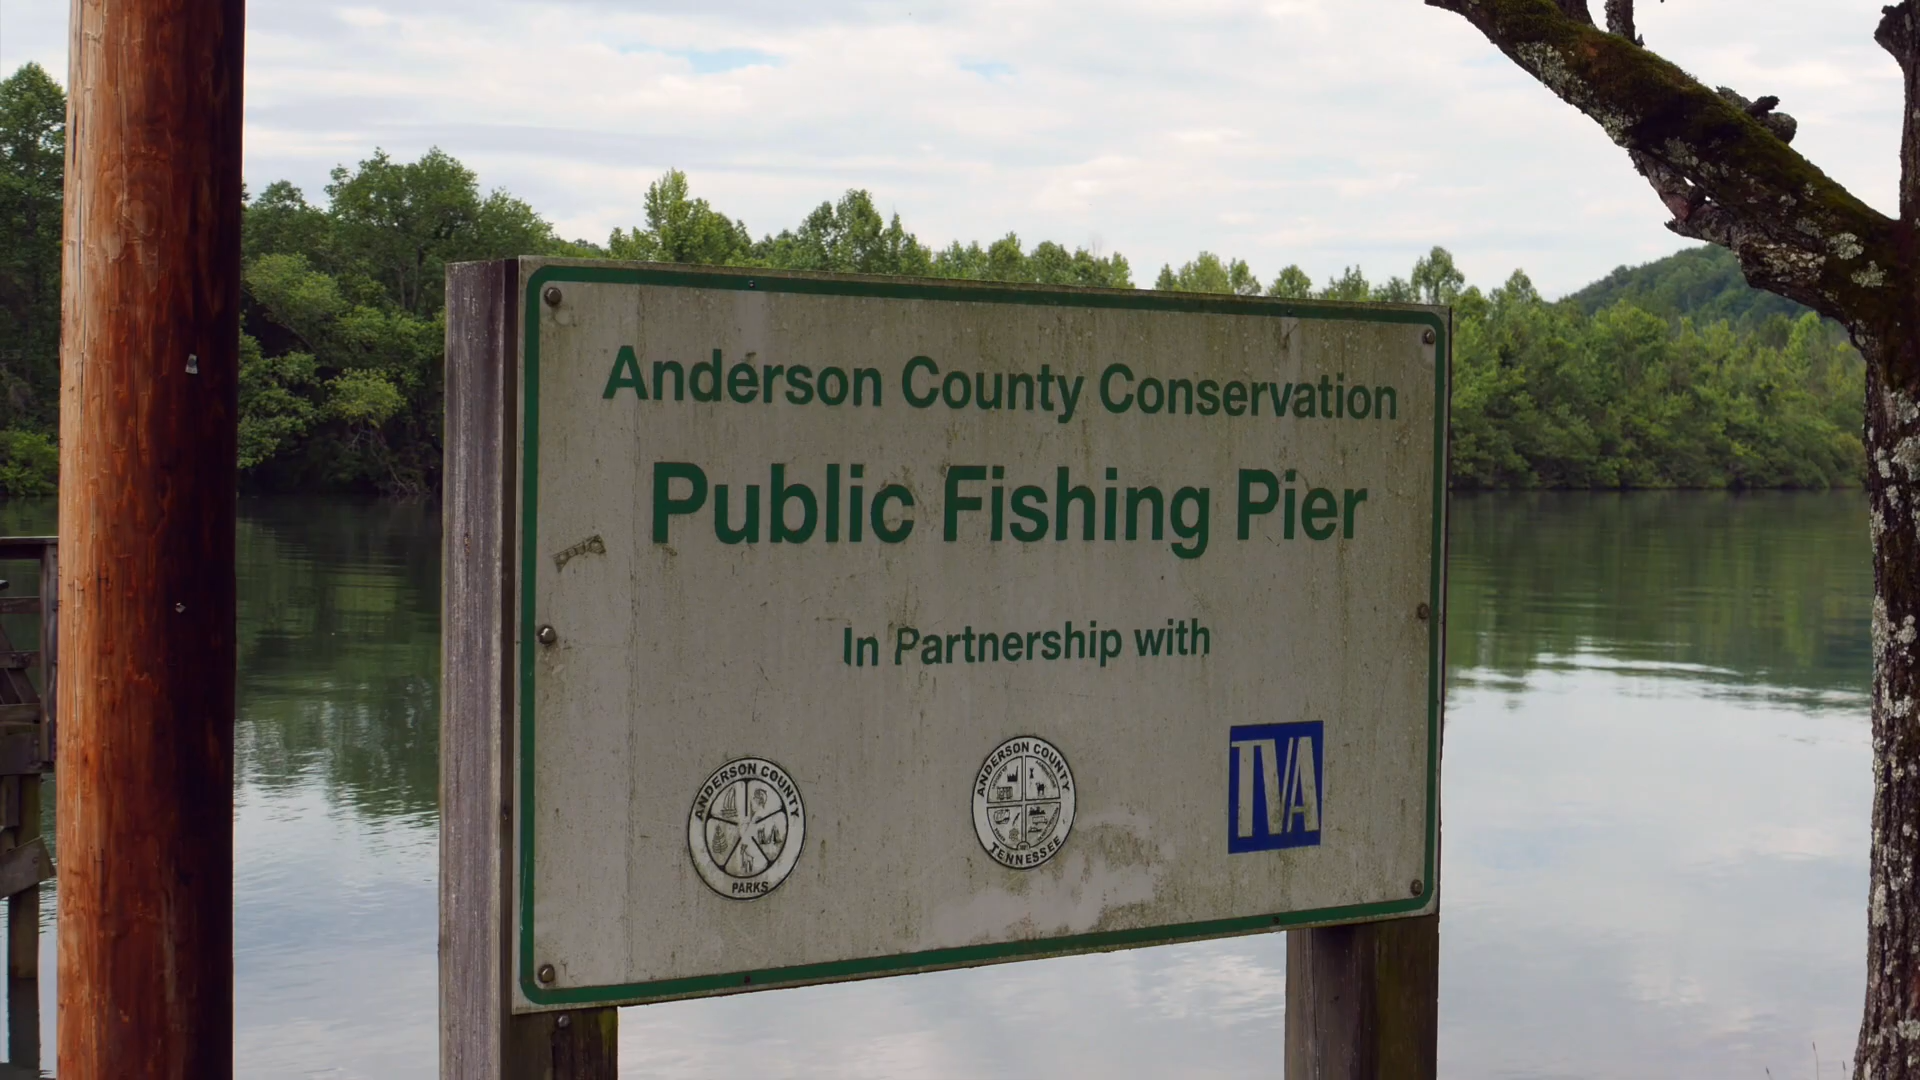 Anderson County Conservation
Public Fishing Pier
In Partnership with
ANDERSON COUNTY
PARKS
ANDERSON COUNTY
TENNESSEE
TVA